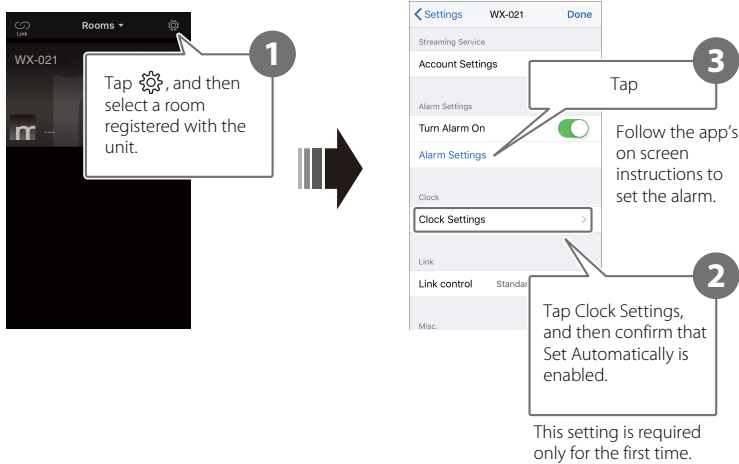 Link
Rooms
WX-021
m
1
Tap , and then
select a room
registered with the
unit.
Settings
WX-021
Done
Streaming Service
Account Settings
3
Tap
Alarm Settings
Turn Alarm On
Alarm Settings
Follow the app's
on screen
instructions to
set the alarm.
Clock
Clock Settings
Link
Link control
2
Tap Clock Settings,
and then confirm that
Set Automatically is
enabled.
Misc.
This setting is required
only for the first time.